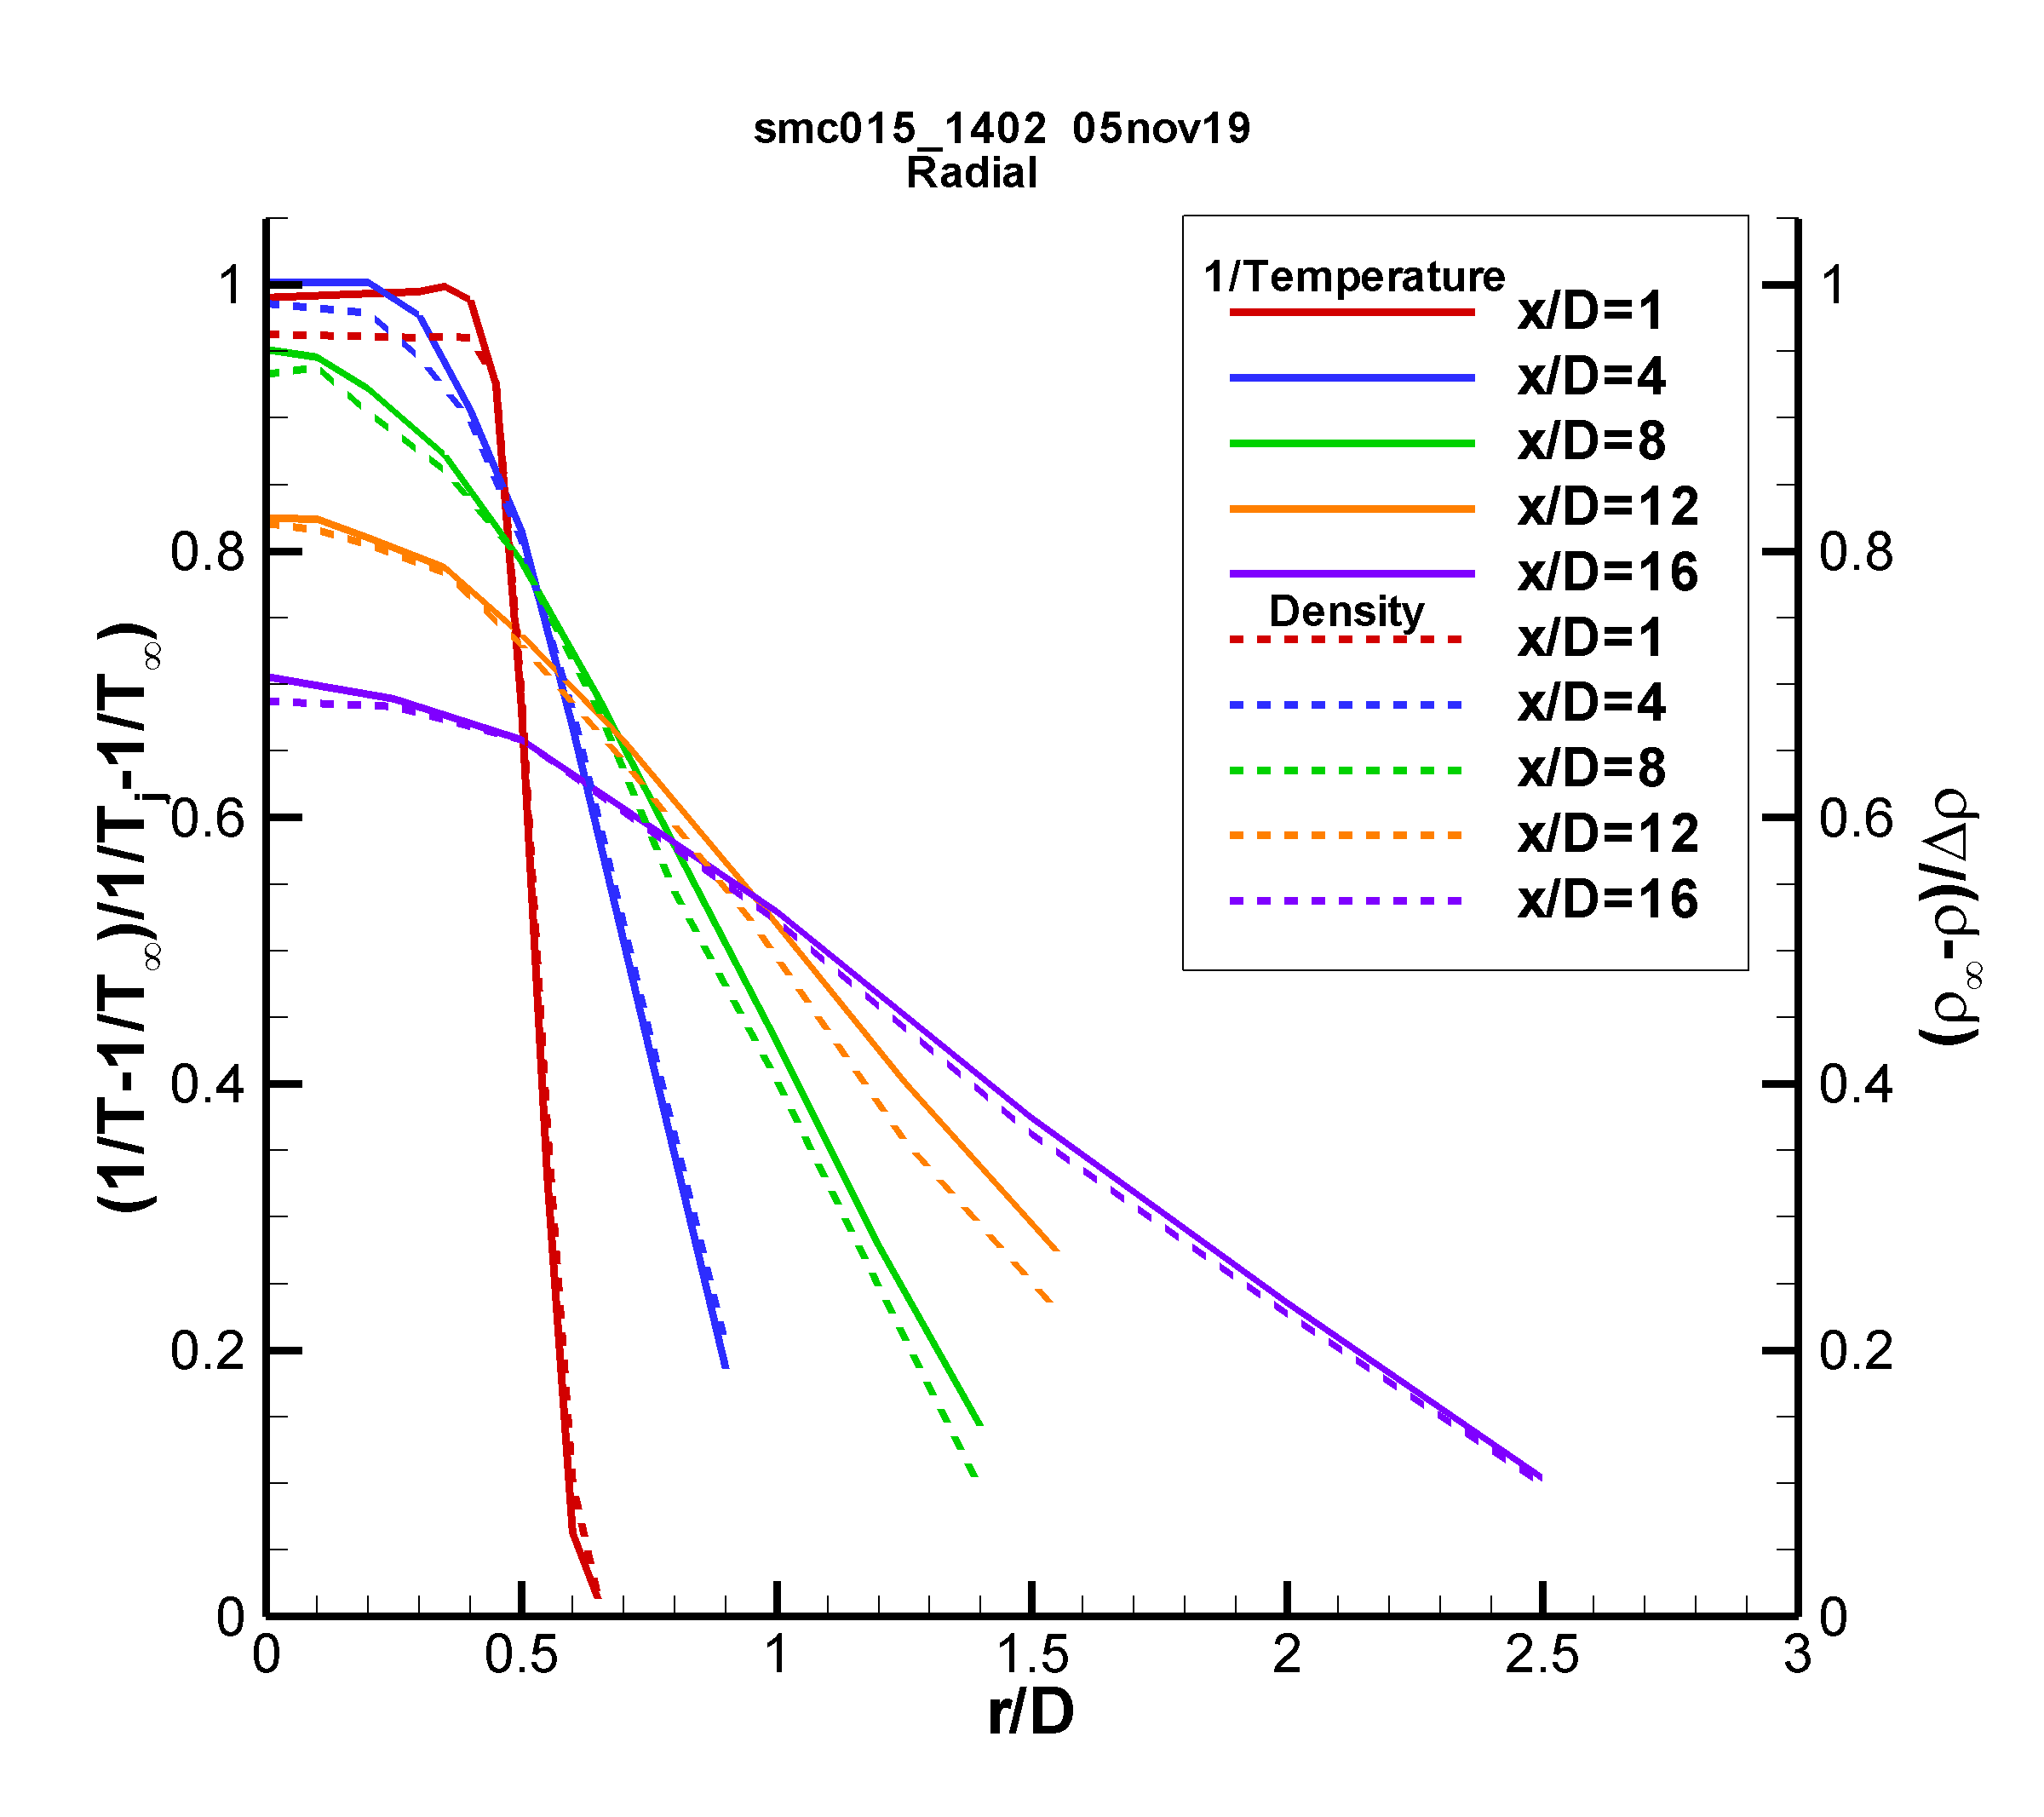 smc015_1402 05nov19
Radial
1/Temperature
x/D=1
x/D=4
x/D=8
x/D=12
x/D=16
Density
x/D=1
x/D=4
x/D=8
x/D=12
x/D=16
(1/T-1/T∞)/1/Tj-1/T∞)
1
0.8
0.6
0.4
0.2
0
(ρ∞-ρ)/Δρ
1
0.8
0.6
0.4
0.2
0
0 0.5 1 1.5 2 2.5 3
r/D